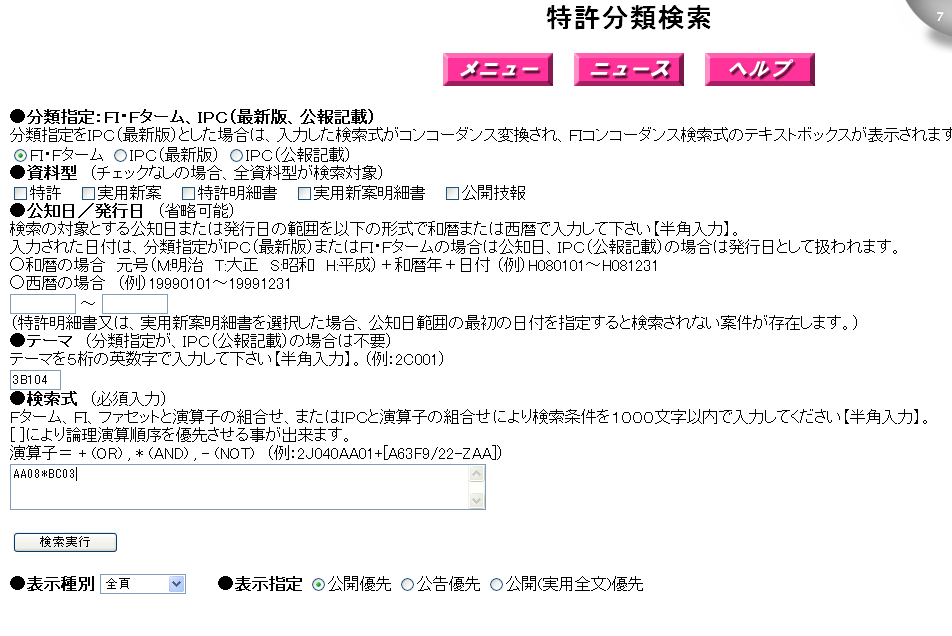 7
特許分類検索
メニュー ニュース ヘルプ
●分類指定：FI・Fターム、IPC（最新版、公報記載）
分類指定をIPC（最新版）とした場合は、入力した検索式がコンコーダンス変換され、FIコンコーダンス検索式のテキストボックスが表示されます
FI・Fターム IPC（最新版） IPC（公報記載）
●資料型 （チェックなしの場合、全資料型が検索対象）
特許 実用新案 特許明細書 実用新案明細書 公開技報
●公知日／発行日 （省略可能）
検索の対象とする公知日または発行日の範囲を以下の形式で和暦または西暦で入力して下さい【半角入力】。
入力された日付は、分類指定がIPC（最新版）またはFI・Fタームの場合は公知日、IPC（公報記載）の場合は発行日として扱われます。
○和暦の場合 元号（M:明治 T:大正 S:昭和 H:平成）＋和暦年＋日付 （例）H080101～H081231
○西暦の場合 （例）19990101～19991231
～
（特許明細書又は、実用新案明細書を選択した場合、公知日範囲の最初の日付を指定すると検索されない案件が存在します。）
●テーマ （分類指定が、IPC（公報記載）の場合は不要）
テーマを5桁の英数字で入力して下さい【半角入力】。（例：2C001）
3B104
●検索式 （必須入力）
Fターム、FI、ファセットと演算子の組合せ、またはIPCと演算子の組合せにより検索条件を1000文字以内で入力してください【半角入力】。
[ ]により論理演算順序を優先させる事が出来ます。
演算子＝ ＋（OR）,＊（AND）,－（NOT） （例：2J040AA01+[A63F9/22-ZAA]）
AA08*BC03
検索実行
●表示種別 全頁 ●表示指定 公開優先 公告優先 公開(実用全文)優先